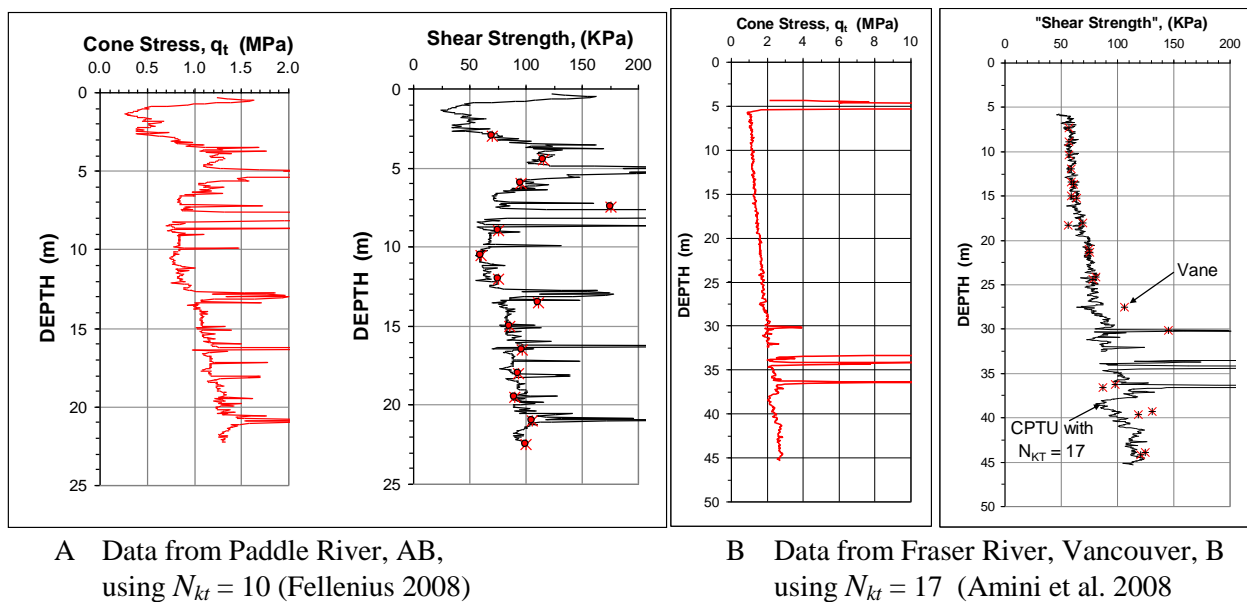 Cone Stress, qt (MPa)
0.0 0.5 1.0 1.5 2.0
0
5
10
15
20
25
DEPTH (m)
Shear Strength, (KPa)
0 50 100 150 200
0
5
10
15
20
25
DEPTH (m)
Cone Stress, qt (MPa)
0 2 4 6 8 10
0
5
10
15
20
25
30
35
40
45
50
DEPTH (m)
"Shear Strength", (KPa)
0 50 100 150 200
0
5
10
15
20
25
30
35
40
45
50
DEPTH (m)
Vane
CPTU with
NKT = 17
A Data from Paddle River, AB,
using Nkt = 10 (Fellenius 2008)
B Data from Fraser River, Vancouver, B
using Nkt = 17 (Amini et al. 2008